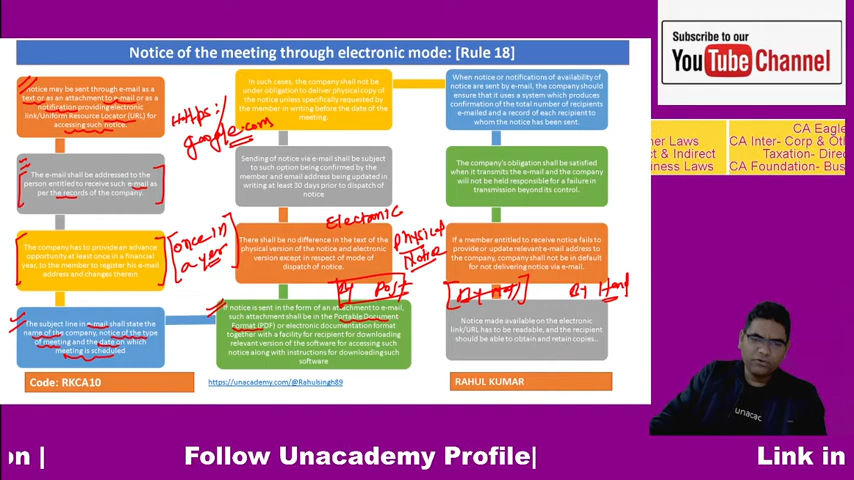 Notice of the meeting through electronic mode: [Rule 18]
Notice may be sent through e-mail as a
text or as an attachment to e-mail or as a
notification providing electronic
link/Uniform Resource Locator (URL) for
accessing such notice.
The e-mail shall be addressed to the
person entitled to receive such e-mail as
per the records of the company.
The company has to provide an advance
opportunity at least once in a financial
year, to the member to register his e-mail
address and changes therein
The subject line in e-mail shall state the
name of the company, notice of the type
of meeting and the date on which
meeting is scheduled
In such cases, the company shall not be
under obligation to deliver physical copy of
the notice unless specifically requested by
the member in writing before the date of the
meeting.
Sending of notice via e-mail shall be subject
to such option being confirmed by the
member and email address being updated in
writing at least 30 days prior to dispatch of
notice.
There shall be no difference in the text of the
physical version of the notice and electronic
version except in respect of mode of
dispatch of notice.
If notice is sent in the form of an attachment to e-mail,
such attachment shall be in the Portable Document
Format (PDF) or electronic documentation format
together with a facility for recipient for downloading
relevant version of the software for accessing such
notice along with instructions for downloading such
software
When notice or notifications of availability of
notice are sent by e-mail, the company should
ensure that it uses a system which produces
confirmation of the total number of recipients
e-mailed and a record of each recipient to
whom the notice has been sent.
The company's obligation shall be satisfied
when it transmits the e-mail and the company
will not be held responsible for a failure in
transmission beyond its control.
If a member entitled to receive notice fails to
provide or update relevant e-mail address to
the company, company shall not be in default
for not delivering notice via e-mail.
Notice made available on the electronic
link/URL has to be readable, and the recipient
should be able to obtain and retain copies..
https:/
google.com
[once in
a year]
Electonic
Physical
Note
By Post
By Hand
Code: RKCA10
https://unacademy.com/@Rahulsingh89
RAHUL KUMAR
Subscribe to our
You Tube Channel
CA Eagle
ner Laws
CA Inter- Corp & Oth
ct & Indirect
Taxation- Direc
iness Laws
CA Foundation- Bus
unacac
on |
Follow Unacademy Profile|
Link in